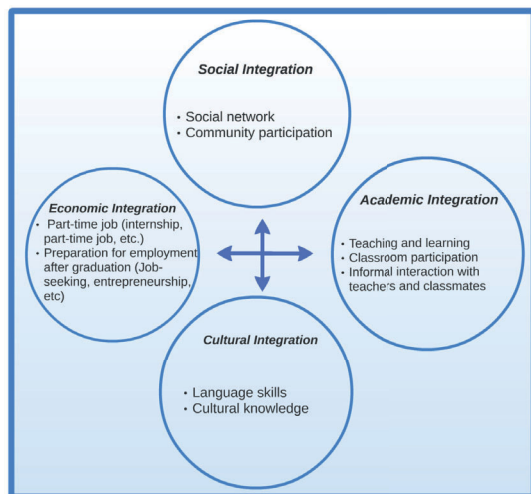 Social Integration
• Social network
• Community participation
Economic Integration
• Part-time job (internship,
part-time job, etc.)
• Preparation for employment
after graduation (Job-
seeking, entrepreneurship,
etc)
Academic Integration
• Teaching and learning
• Classroom participation
• Informal interaction with
teachers and classmates
Cultural Integration
• Language skills
• Cultural knowledge